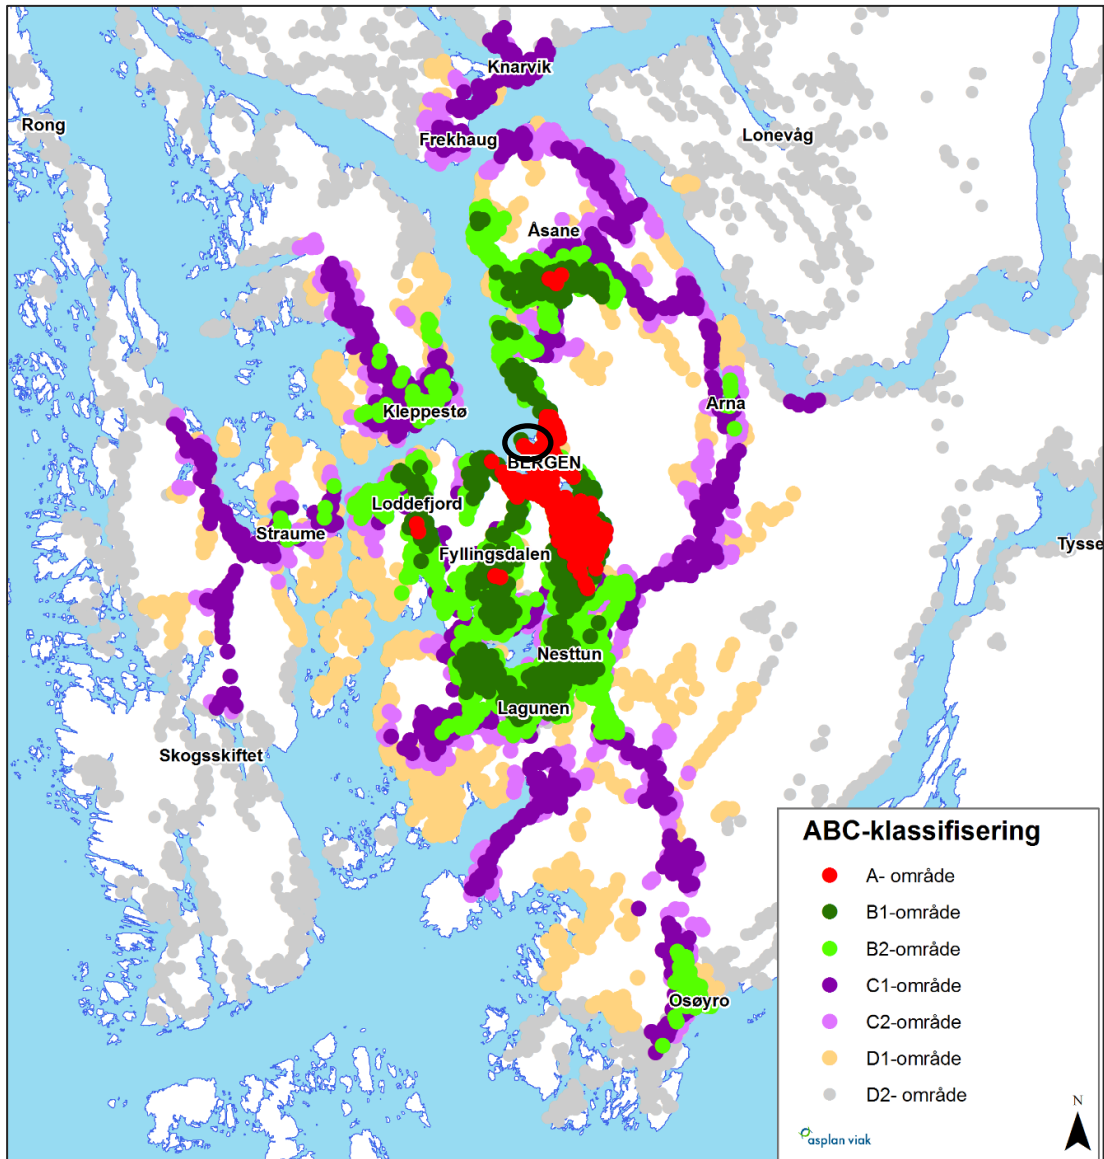 Knarvik
Rong
Lonevåg
Frekhaug
Åsane
Arna
Kleppestø
BERGEN
Loddefjord
Straume
Tysse
Fyllingsdalen
Nesttun
Lagunen
Skogsskiftet
Osøyro
ABC-klassifisering
A- område
B1-område
B2-område
C1-område
C2-område
D1-område
D2- område
N
asplan viak